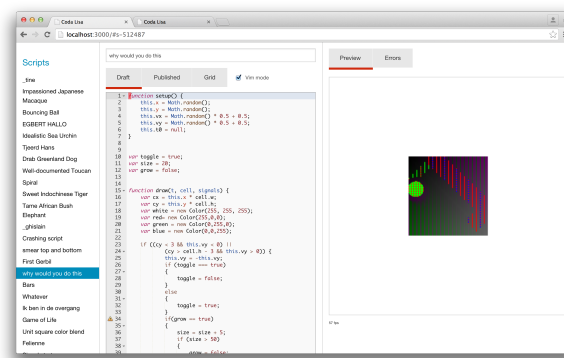 Coda Lisa
Coda Lisa
localhost:3000/#s-512487
Scripts
_tine
Impassioned Japanese
Macaque
Bouncing Ball
EGBERT HALLO
Idealistic Sea Urchin
Tjeerd Hans
Drab Greenland Dog
Well-documented Toucan
Spiral
Sweet Indochinese Tiger
Tame African Bush
Elephant
_ghislain
Crashing script
smear top and bottom
First Gerbil
why would you do this
Bars
Whatever
Ik ben in de overgang
Game of Life
Unit square color blend
Felienne
why would you do this
Draft Published Grid Vim mode
1 function setup() {
2 this.x = Math.random();
3 this.y = Math.random();
4 this.vx = Math.random() * 0.5 + 0.5;
5 this.vy = Math.random() * 0.5 + 0.5;
6 this.t0 = null;
7 }
8
9
10 var toggle = true;
11 var size = 20;
12 var grow = false;
13
14
15 function draw(i, cell, signals) {
16 var cx = this.x * cell.w;
17 var cy = this.y * cell.h;
18 var white = new Color(255, 255, 255);
19 var red= new Color(255,0,0);
20 var green = new Color(0,255,0);
21 var blue = new Color(0,0,255);
22
23 if ((cy < 3 && this.vy < 0) ||
24 (cy > cell.h - 3 && this.vy > 0)) {
25 this.vy = -this.vy;
26 if (toggle === true)
27 {
28 toggle = false;
29 }
30 else
31 {
32 toggle = true;
33 }
34 if(grow == true)
35 {
36 size = size + 5;
37 if (size > 50)
38 {
39 grow = false;
Preview Errors
57 fps